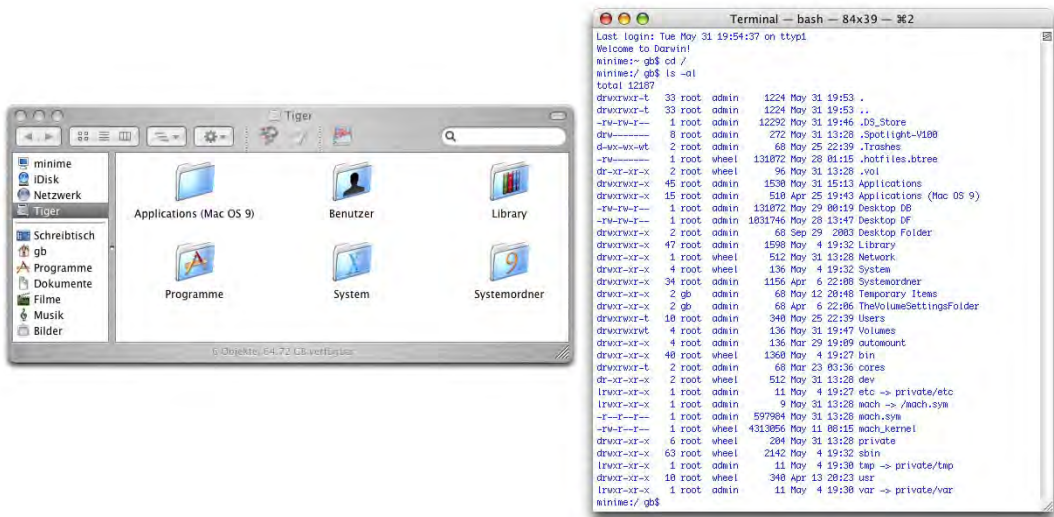 Tiger
minime
iDisk
Netzwerk
Tiger
Schreibtisch
gb
Programme
Dokumente
Filme
Musik
Bilder
Applications (Mac OS 9)
Benutzer
Library
Programme
System
Systemordner
6 Objekte, 64,72 GB verfügbar
Terminal — bash — 84x39 — ⌘2
Last login: Tue May 31 19:54:37 on ttyp1
Welcome to Darwin!
minime:~ gb$ cd /
minime:/ gb$ ls -al
total 12187
drwxrwxr-t 33 root admin 1224 May 31 19:53 .
drwxrwxr-t 33 root admin 1224 May 31 19:53 ..
-rw-rw-r-- 1 root admin 12292 May 31 19:46 .DS_Store
drw------- 8 root admin 272 May 31 13:28 .Spotlight-V100
d-wx-wx-wt 2 root admin 68 May 25 22:39 .Trashes
-rw------- 1 root wheel 131072 May 28 01:15 .hotfiles.btree
dr-xr-xr-x 2 root wheel 96 May 31 13:28 .vol
drwxrwxr-x 45 root admin 1530 May 31 15:13 Applications
drwxrwxr-x 15 root admin 510 Apr 25 19:43 Applications (Mac OS 9)
-rw-rw-r-- 1 root admin 131072 May 29 00:19 Desktop DB
-rw-rw-r-- 1 root admin 1031746 May 28 13:47 Desktop DF
drwxrwxr-x 2 root admin 68 Sep 29 2003 Desktop Folder
drwxrwxr-x 47 root admin 1598 May 4 19:32 Library
drwxr-xr-x 1 root wheel 512 May 31 13:28 Network
drwxr-xr-x 4 root wheel 136 May 4 19:32 System
drwxrwxr-x 34 root admin 1156 Apr 6 22:08 Systemordner
drwxrwxr-x 2 gb admin 68 May 12 20:48 Temporary Items
drwxrwxr-x 2 gb admin 68 Apr 6 22:06 TheVolumeSettingsFolder
drwxrwxr-t 10 root admin 340 May 25 22:39 Users
drwxrwxrwt 4 root admin 136 May 31 19:47 Volumes
drwxr-xr-x 4 root admin 136 Mar 29 19:09 automount
drwxr-xr-x 40 root wheel 1360 May 4 19:27 bin
drwxrwxr-t 2 root admin 68 Mar 23 03:36 cores
dr-xr-xr-x 2 root wheel 512 May 31 13:28 dev
lrwxr-xr-x 1 root admin 11 May 4 19:27 etc -> private/etc
lrwxr-xr-x 1 root admin 9 May 31 13:28 mach -> /mach.sym
-r--r--r-- 1 root admin 597984 May 31 13:28 mach.sym
-rw-r--r-- 1 root wheel 4313056 May 11 08:15 mach_kernel
drwxr-xr-x 6 root wheel 204 May 31 13:28 private
drwxr-xr-x 63 root wheel 2142 May 4 19:32 sbin
lrwxr-xr-x 1 root admin 11 May 4 19:30 tmp -> private/tmp
drwxr-xr-x 10 root wheel 340 Apr 13 20:23 usr
lrwxr-xr-x 1 root admin 11 May 4 19:30 var -> private/var
minime:/ gb$